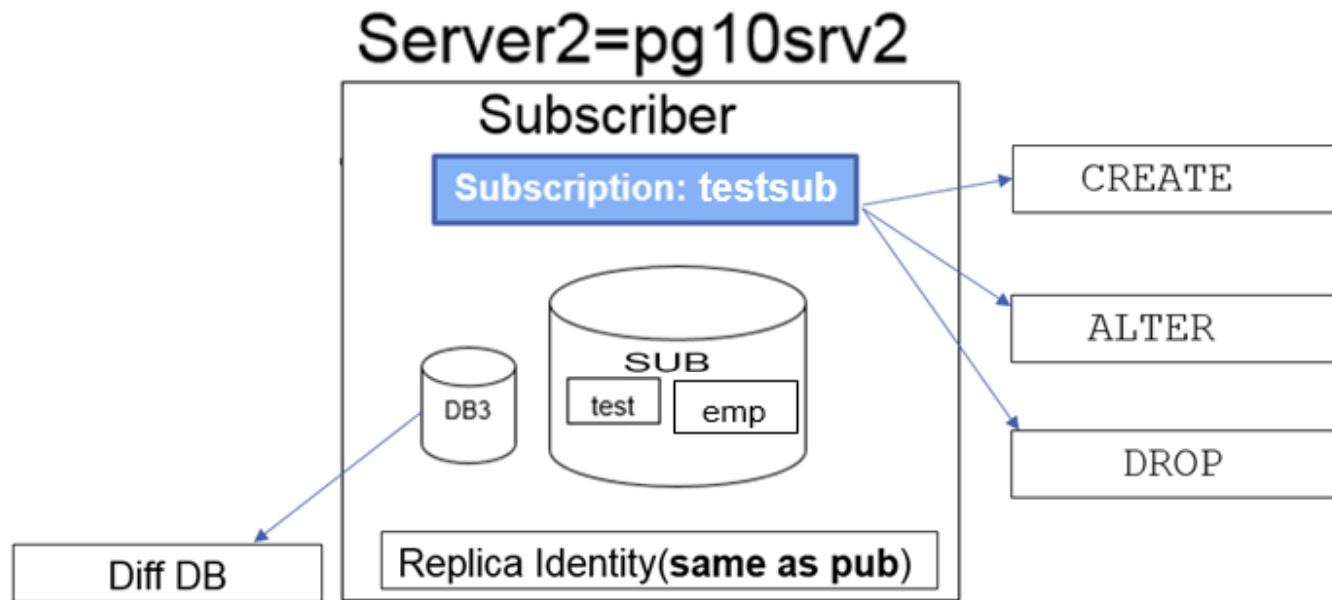 Server2=pg10srv2
Subscriber
Subscription: testsub
CREATE
ALTER
DROP
SUB
test
emp
DB3
Diff DB
Replica Identity(same as pub)